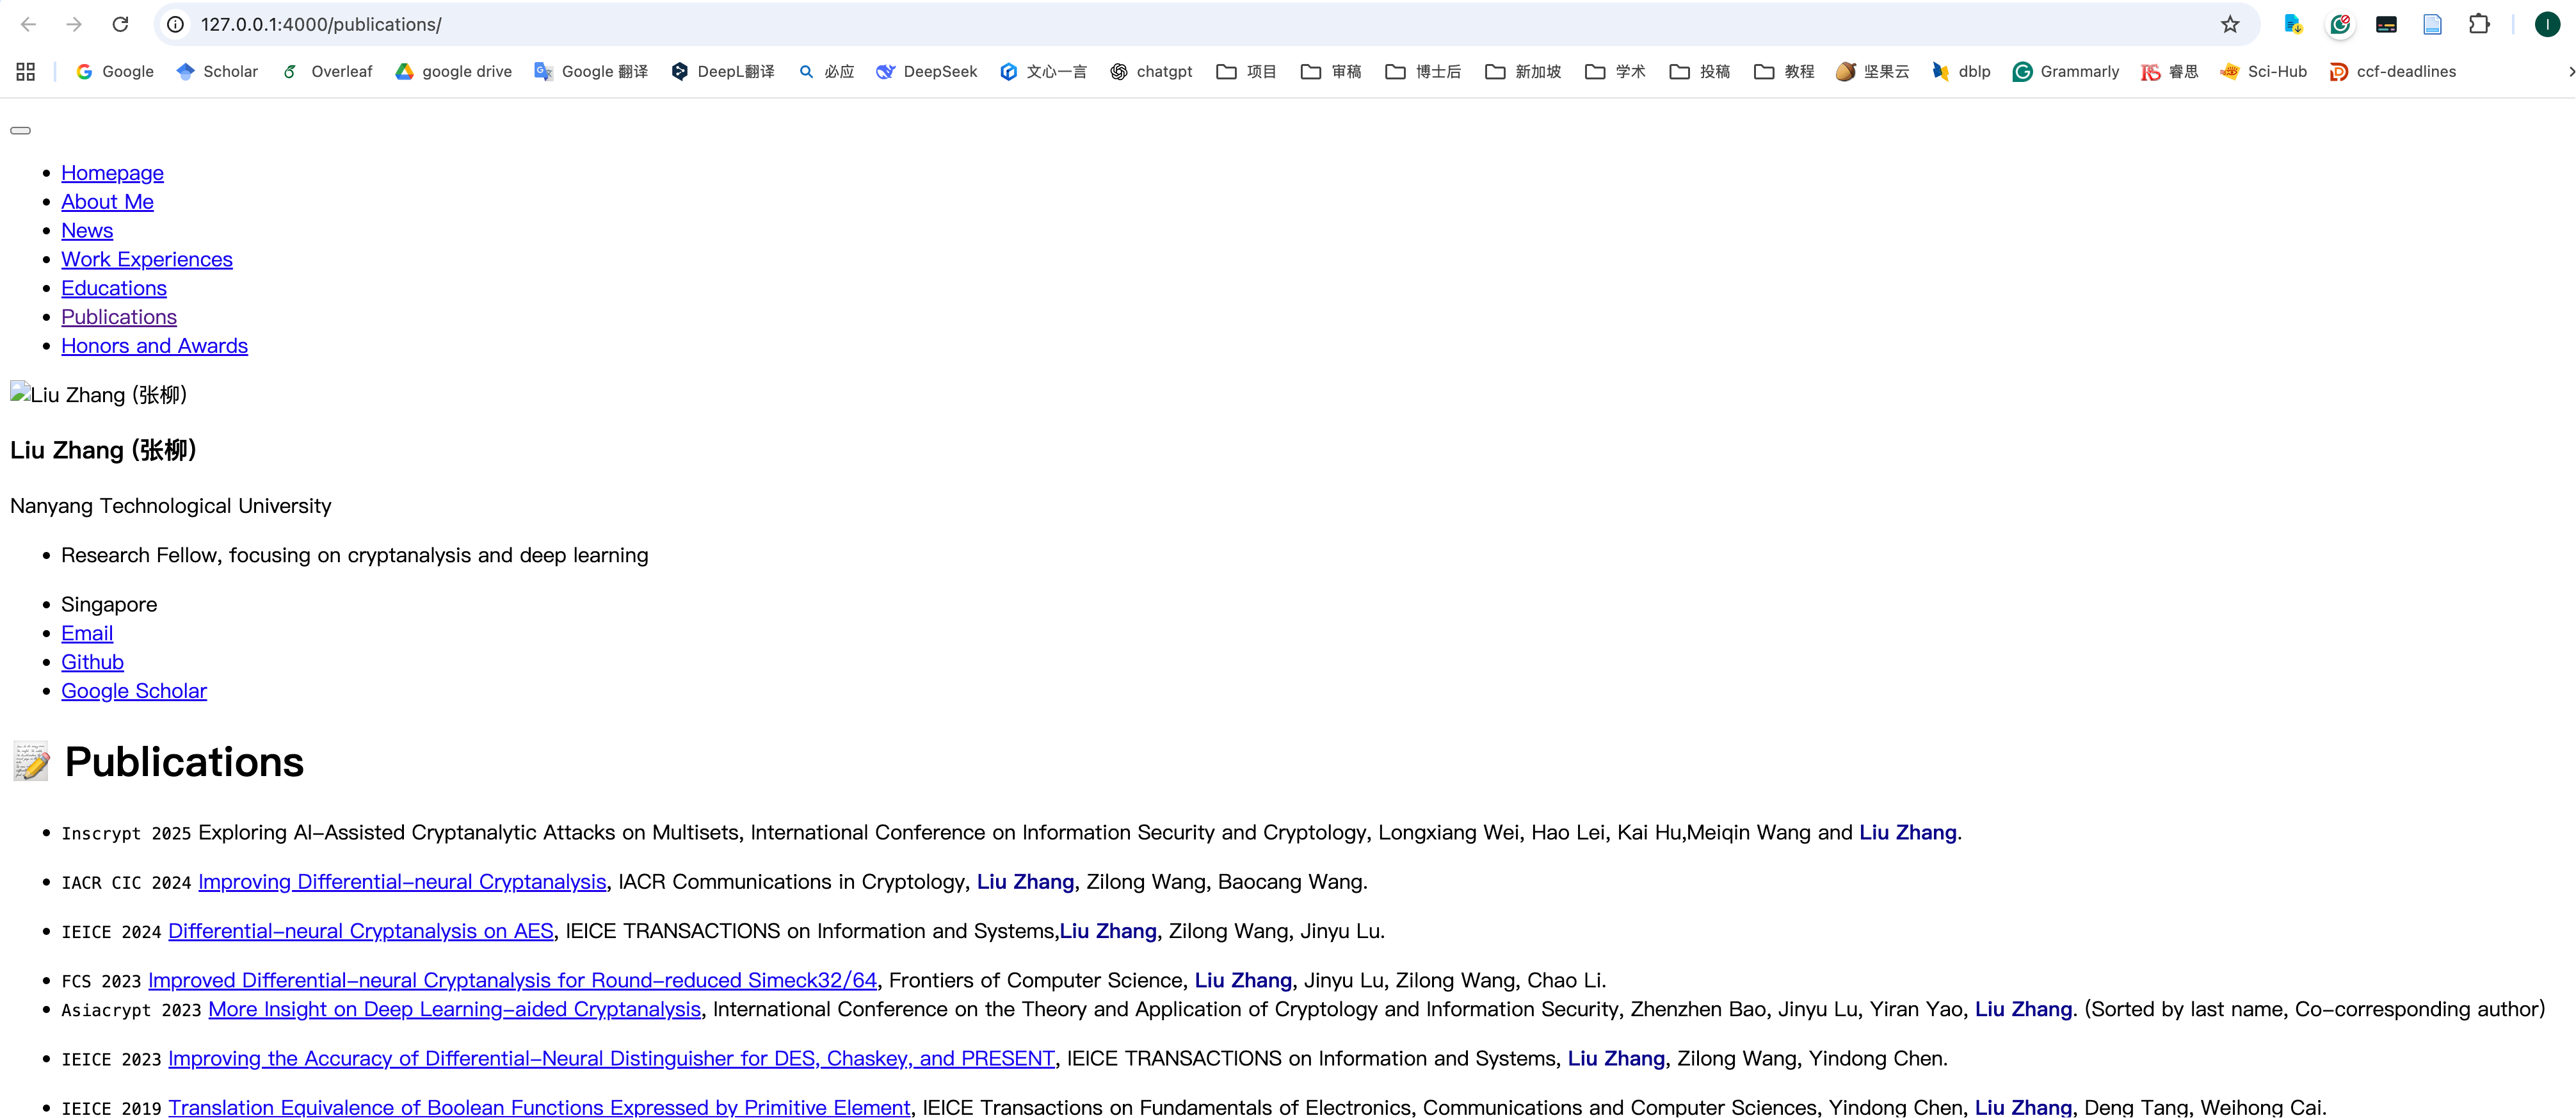 127.0.0.1:4000/publications/
Google Scholar Overleaf google drive Google 翻译 DeepL翻译 必应 DeepSeek 文心一言 chatgpt 项目 审稿 博士后 新加坡 学术 投稿 教程 坚果云 dblp Grammarly 睿思 Sci-Hub ccf-deadlines
Homepage
About Me
News
Work Experiences
Educations
Publications
Honors and Awards
Liu Zhang (张柳)
Liu Zhang (张柳)
Nanyang Technological University
Research Fellow, focusing on cryptanalysis and deep learning
Singapore
Email
Github
Google Scholar
📝 Publications
Inscrypt 2025 Exploring AI-Assisted Cryptanalytic Attacks on Multisets, International Conference on Information Security and Cryptology, Longxiang Wei, Hao Lei, Kai Hu,Meiqin Wang and Liu Zhang.
IACR CIC 2024 Improving Differential-neural Cryptanalysis, IACR Communications in Cryptology, Liu Zhang, Zilong Wang, Baocang Wang.
IEICE 2024 Differential-neural Cryptanalysis on AES, IEICE TRANSACTIONS on Information and Systems,Liu Zhang, Zilong Wang, Jinyu Lu.
FCS 2023 Improved Differential-neural Cryptanalysis for Round-reduced Simeck32/64, Frontiers of Computer Science, Liu Zhang, Jinyu Lu, Zilong Wang, Chao Li.
Asiacrypt 2023 More Insight on Deep Learning-aided Cryptanalysis, International Conference on the Theory and Application of Cryptology and Information Security, Zhenzhen Bao, Jinyu Lu, Yiran Yao, Liu Zhang. (Sorted by last name, Co-corresponding author)
IEICE 2023 Improving the Accuracy of Differential-Neural Distinguisher for DES, Chaskey, and PRESENT, IEICE TRANSACTIONS on Information and Systems, Liu Zhang, Zilong Wang, Yindong Chen.
IEICE 2019 Translation Equivalence of Boolean Functions Expressed by Primitive Element, IEICE Transactions on Fundamentals of Electronics, Communications and Computer Sciences, Yindong Chen, Liu Zhang, Deng Tang, Weihong Cai.